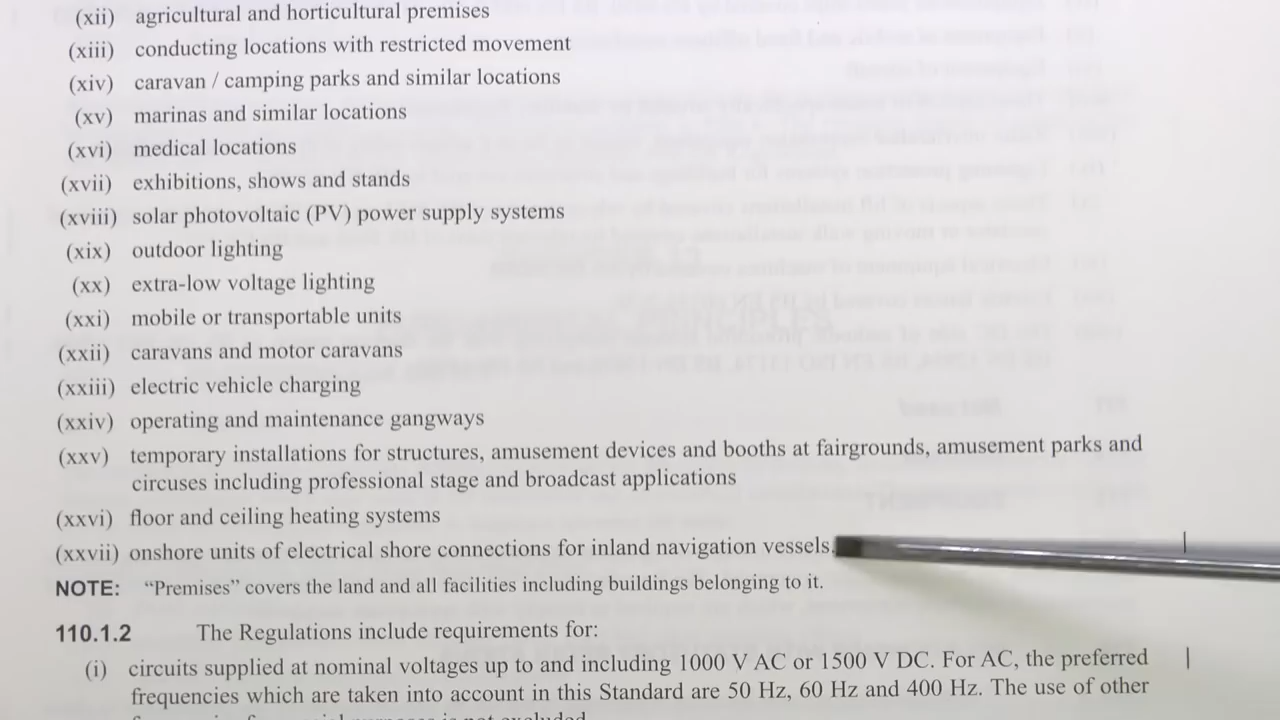 (xii) agricultural and horticultural premises
(xiii) conducting locations with restricted movement
(xiv) caravan / camping parks and similar locations
(xv) marinas and similar locations
(xvi) medical locations
(xvii) exhibitions, shows and stands
(xviii) solar photovoltaic (PV) power supply systems
(xix) outdoor lighting
(xx) extra-low voltage lighting
(xxi) mobile or transportable units
(xxii) caravans and motor caravans
(xxiii) electric vehicle charging
(xxiv) operating and maintenance gangways
(xxv) temporary installations for structures, amusement devices and booths at fairgrounds, amusement parks and
circuses including professional stage and broadcast applications
(xxvi) floor and ceiling heating systems
(xxvii) onshore units of electrical shore connections for inland navigation vessels.
NOTE: “Premises” covers the land and all facilities including buildings belonging to it.
110.1.2 The Regulations include requirements for:
(i) circuits supplied at nominal voltages up to and including 1000 V AC or 1500 V DC. For AC, the preferred
frequencies which are taken into account in this Standard are 50 Hz, 60 Hz and 400 Hz. The use of other